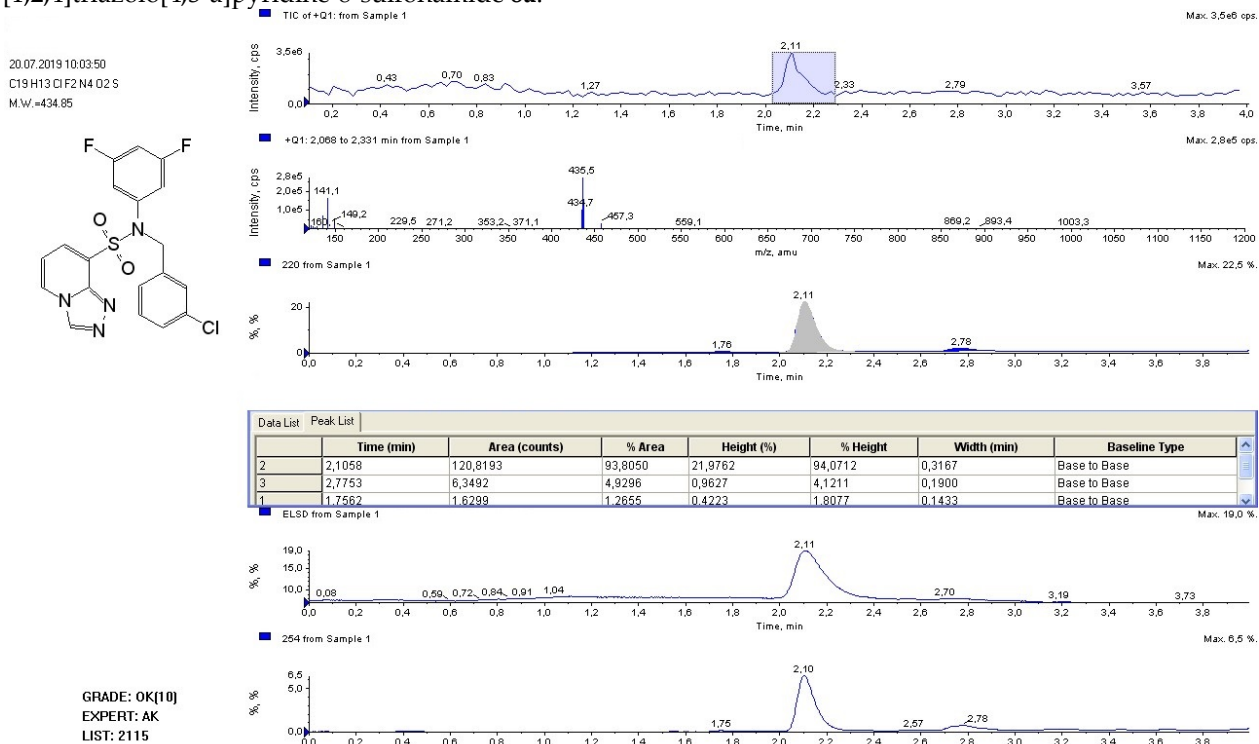 [1,2,4]triazolo[4,3-a]pyridine-8-sulfonamide
TIC of +Q1: from Sample 1
Max. 3,5e6 cps.
20.07.2019 10:03:50
C19 H13 Cl F2 N4 O2 S
M.W.=434.85
Intensity, cps
3,5e6
0,0
0,43
0,70
0,83
1,27
2,11
2,33
2,79
3,57
0,2 0,4 0,6 0,8 1,0 1,2 1,4 1,6 1,8 2,0 2,2 2,4 2,6 2,8 3,0 3,2 3,4 3,6 3,8 4,0
Time, min
+Q1: 2,068 to 2,331 min from Sample 1
Max. 2,8e5 cps.
Intensity, cps
2,8e5
2,0e5
1,0e5
141,1
149,2
229,5
271,2
353,2
371,1
435,5
434,7
457,3
559,1
869,2
893,4
1003,3
150 200 250 300 350 400 450 500 550 600 650 700 750 800 850 900 950 1000 1050 1100 1150 1200
m/z, amu
F
F
O
S
N
O
N
N
N
Cl
220 from Sample 1
Max. 22,5 %.
%, %
20
0
1,76
2,11
2,78
0,0 0,2 0,4 0,6 0,8 1,0 1,2 1,4 1,6 1,8 2,0 2,2 2,4 2,6 2,8 3,0 3,2 3,4 3,6 3,8
Time, min
Data List Peak List
Time (min) Area (counts) % Area Height (%) % Height Width (min) Baseline Type
2 2,1058 120,8193 93,8050 21,9762 94,0712 0,3167 Base to Base
3 2,7753 6,3492 4,9296 0,9627 4,1211 0,1900 Base to Base
1 1,7562 1,6299 1,2655 0,4223 1,8077 0,1433 Base to Base
ELSD from Sample 1
Max. 19,0 %.
%, %
19,0
15,0
10,0
0,08
0,59
0,72
0,84
0,91
1,04
2,11
2,70
3,19
3,73
0,0 0,2 0,4 0,6 0,8 1,0 1,2 1,4 1,6 1,8 2,0 2,2 2,4 2,6 2,8 3,0 3,2 3,4 3,6 3,8
Time, min
254 from Sample 1
Max. 6,5 %.
%, %
6,5
5,0
0,0
1,75
2,10
2,57
2,78
0,0 0,2 0,4 0,6 0,8 1,0 1,2 1,4 1,6 1,8 2,0 2,2 2,4 2,6 2,8 3,0 3,2 3,4 3,6 3,8
GRADE: OK(10)
EXPERT: AK
LIST: 2115